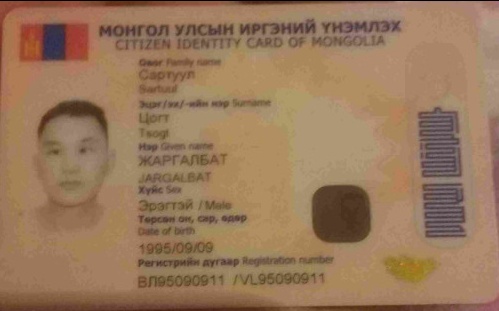 МОНГОЛ УЛСЫН ИРГЭНИЙ ҮНЭМЛЭХ
CITIZEN IDENTITY CARD OF MONGOLIA
Овог Family name
Сартуул
Sartuul
Эцэг/эх/-ийн нэр Surname
Цогт
Tsogt
Нэр Given name
ЖАРГАЛБАТ
JARGALBAT
Хүйс Sex
Эрэгтэй / Male
Төрсөн он, сар, өдөр
Date of birth
1995/09/09
Регистрийн дугаар Registration number
ВЛ95090911 / VL95090911